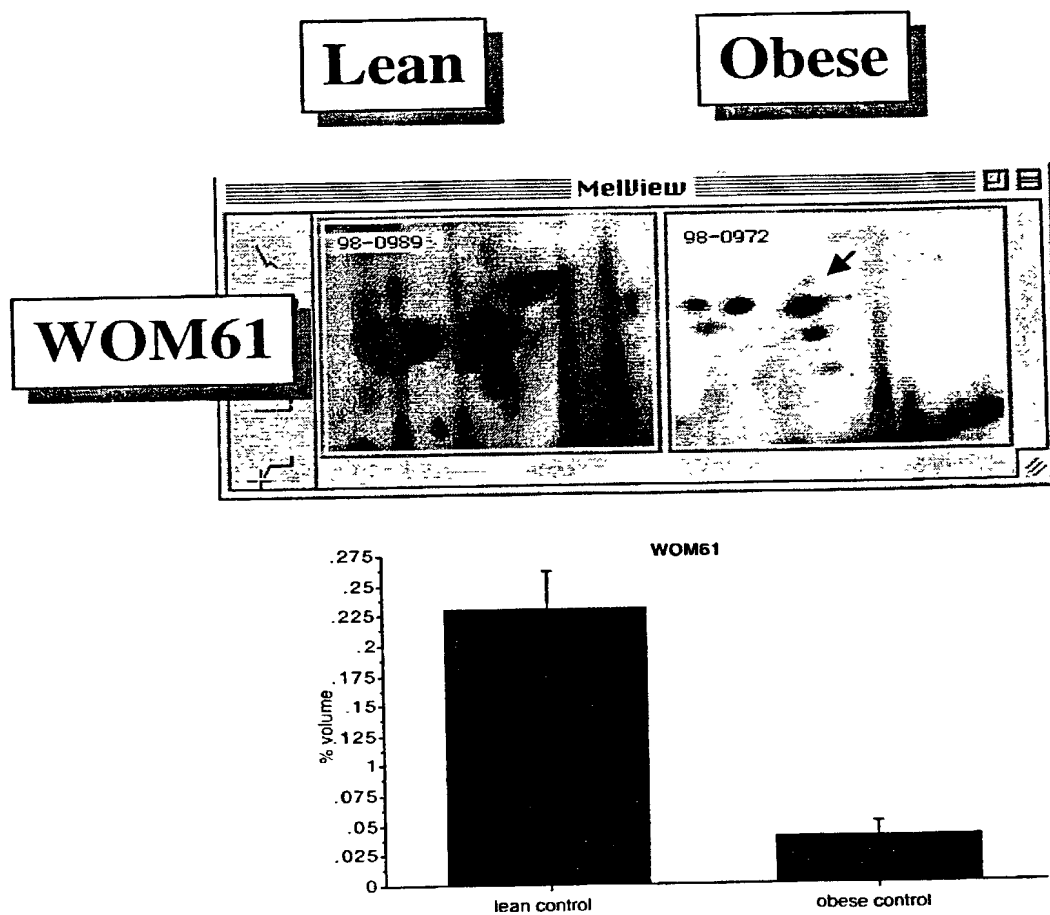 Lean
Obese
MelView
98-0989
98-0972
WOM61
WOM61
.275
.25
.225
.2
.175
.15
.125
1
.075
.05
.025
0
% volume
lean control
obese control